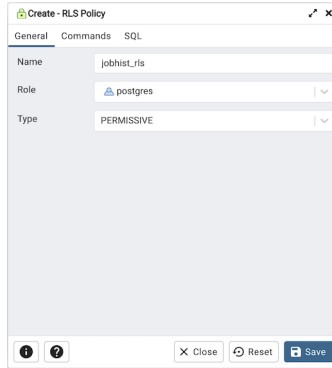 Create - RLS Policy
General Commands SQL
Name jobhist_rls
Role postgres
Type PERMISSIVE
Close Reset Save